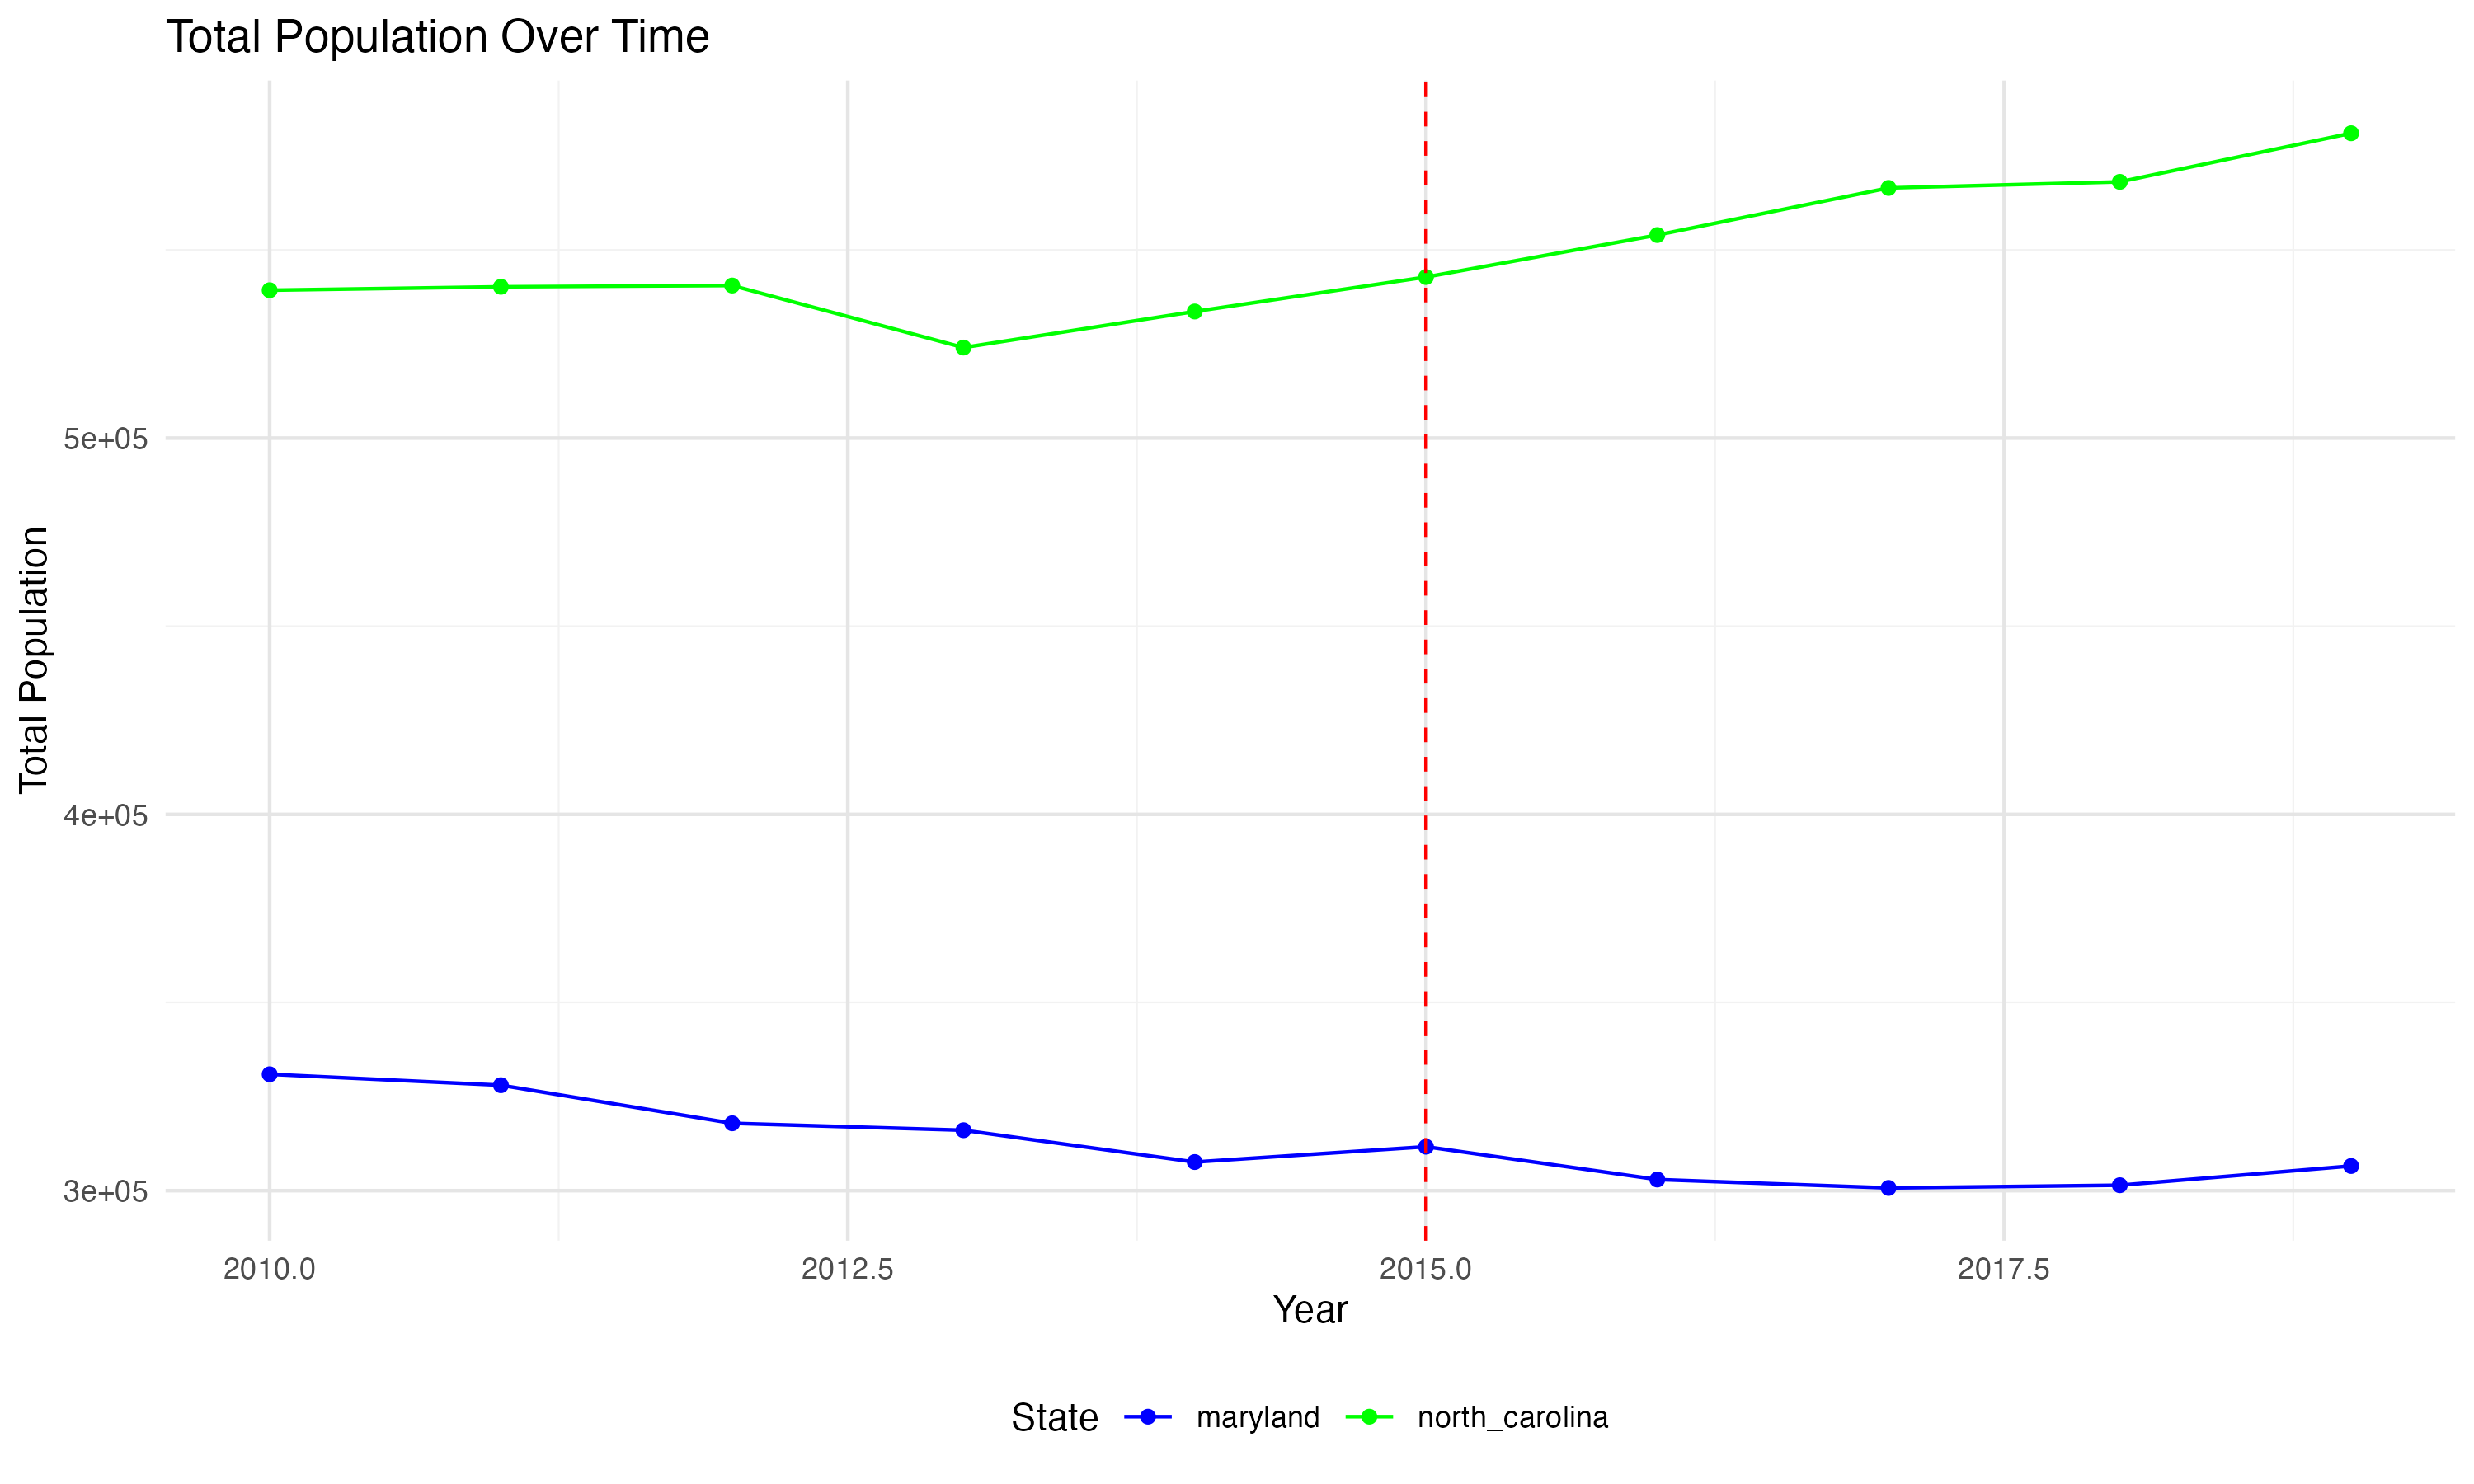 Total Population Over Time
Total Population
5e+05
4e+05
3e+05
2010.0 2012.5 2015.0 2017.5
Year
State maryland north_carolina